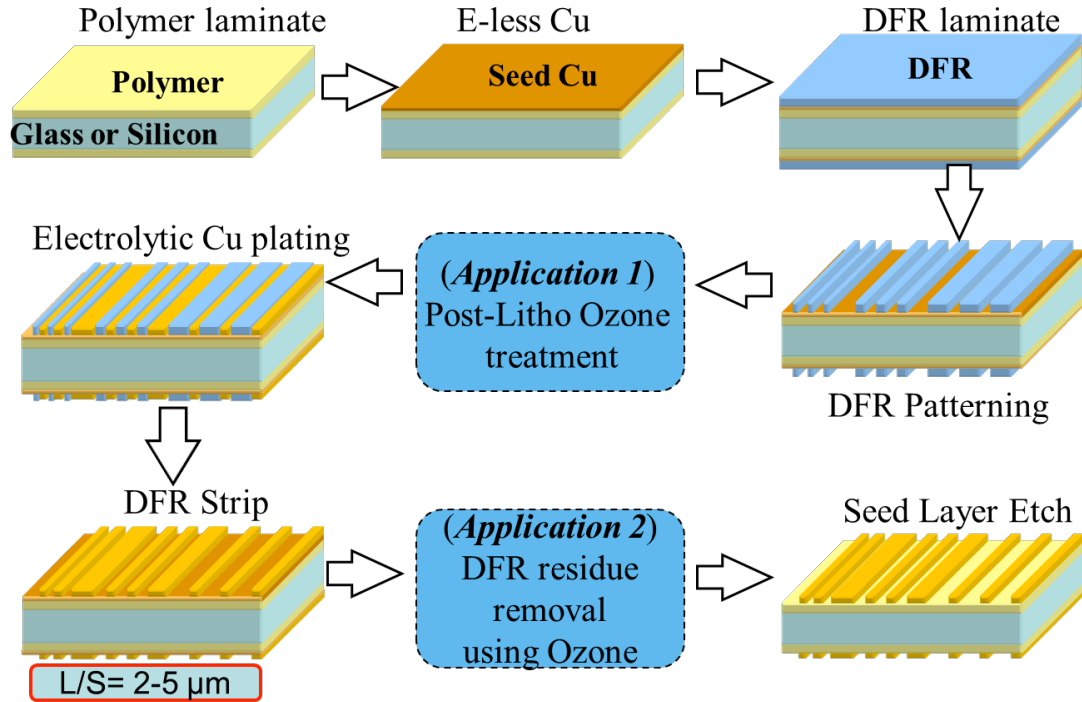 Polymer laminate
E-less Cu
DFR laminate
Polymer
Seed Cu
DFR
Glass or Silicon
Electrolytic Cu plating
(Application 1)
Post-Litho Ozone
treatment
DFR Patterning
DFR Strip
(Application 2)
DFR residue
removal
using Ozone
Seed Layer Etch
L/S= 2-5 µm